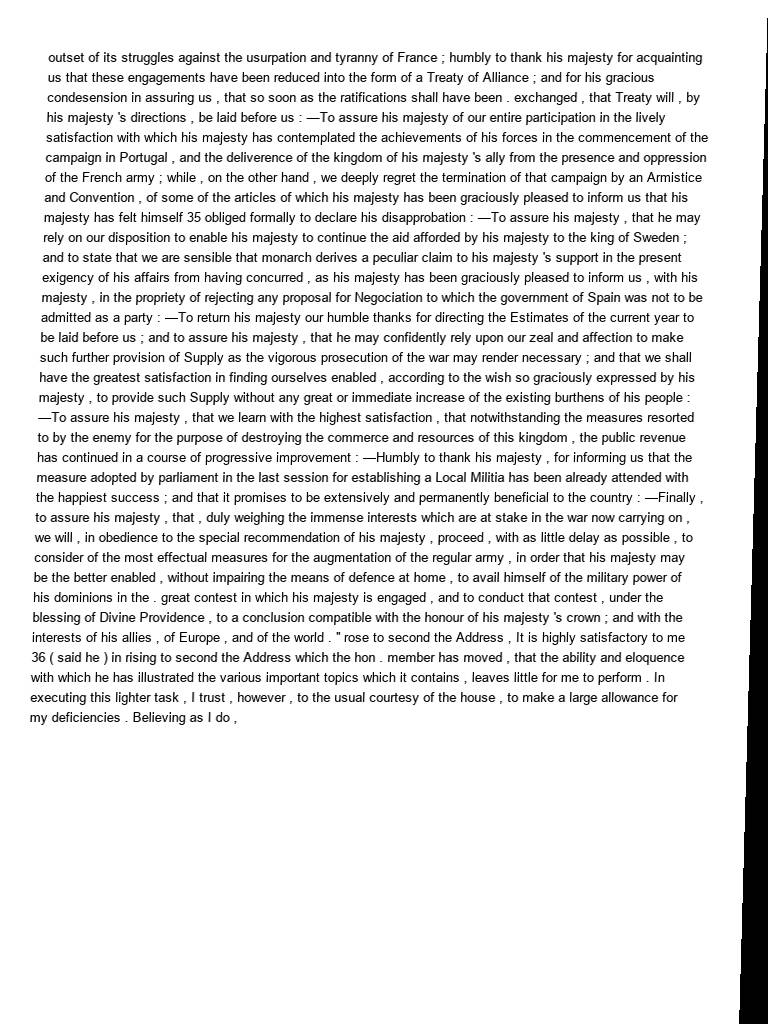 outset of its struggles against the usurpation and tyranny of France ; humbly to thank his majesty for acquainting
us that these engagements have been reduced into the form of a Treaty of Alliance ; and for his gracious
condesension in assuring us , that so soon as the ratifications shall have been . exchanged , that Treaty will , by
his majesty 's directions , be laid before us : —To assure his majesty of our entire participation in the lively
satisfaction with which his majesty has contemplated the achievements of his forces in the commencement of the
campaign in Portugal , and the deliverence of the kingdom of his majesty 's ally from the presence and oppression
of the French army ; while , on the other hand , we deeply regret the termination of that campaign by an Armistice
and Convention , of some of the articles of which his majesty has been graciously pleased to inform us that his
majesty has felt himself 35 obliged formally to declare his disapprobation : —To assure his majesty , that he may
rely on our disposition to enable his majesty to continue the aid afforded by his majesty to the king of Sweden ;
and to state that we are sensible that monarch derives a peculiar claim to his majesty 's support in the present
exigency of his affairs from having concurred , as his majesty has been graciously pleased to inform us , with his
majesty , in the propriety of rejecting any proposal for Negociation to which the government of Spain was not to be
admitted as a party : —To return his majesty our humble thanks for directing the Estimates of the current year to
be laid before us ; and to assure his majesty , that he may confidently rely upon our zeal and affection to make
such further provision of Supply as the vigorous prosecution of the war may render necessary ; and that we shall
have the greatest satisfaction in finding ourselves enabled , according to the wish so graciously expressed by his
majesty , to provide such Supply without any great or immediate increase of the existing burthens of his people :
—To assure his majesty , that we learn with the highest satisfaction , that notwithstanding the measures resorted
to by the enemy for the purpose of destroying the commerce and resources of this kingdom , the public revenue
has continued in a course of progressive improvement : —Humbly to thank his majesty , for informing us that the
measure adopted by parliament in the last session for establishing a Local Militia has been already attended with
the happiest success ; and that it promises to be extensively and permanently beneficial to the country : —Finally ,
to assure his majesty , that , duly weighing the immense interests which are at stake in the war now carrying on ,
we will , in obedience to the special recommendation of his majesty , proceed , with as little delay as possible , to
consider of the most effectual measures for the augmentation of the regular army , in order that his majesty may
be the better enabled , without impairing the means of defence at home , to avail himself of the military power of
his dominions in the . great contest in which his majesty is engaged , and to conduct that contest , under the
blessing of Divine Providence , to a conclusion compatible with the honour of his majesty 's crown ; and with the
interests of his allies , of Europe , and of the world . " rose to second the Address , It is highly satisfactory to me
36 ( said he ) in rising to second the Address which the hon . member has moved , that the ability and eloquence
with which he has illustrated the various important topics which it contains , leaves little for me to perform . In
executing this lighter task , I trust , however , to the usual courtesy of the house , to make a large allowance for
my deficiencies . Believing as I do ,